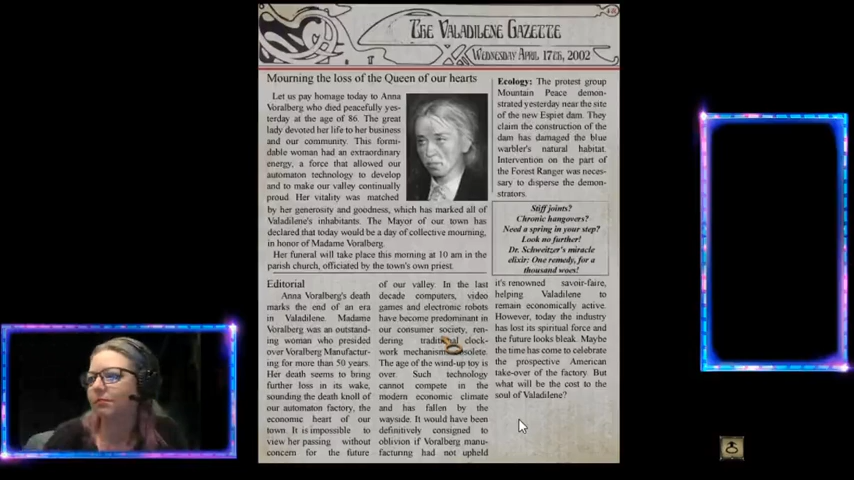 THE VALADILENE GAZETTE
WEDNESDAY APRIL 17TH, 2002
Mourning the loss of the Queen of our hearts
Let us pay homage today to Anna
Voralberg who died peacefully yes-
terday at the age of 86. The great
lady devoted her life to her business
and our community. This formi-
dable woman had an extraordinary
energy, a force that allowed our
automaton technology to develop
and to make our valley continually
proud. Her vitality was matched
by her generosity and goodness, which has marked all of
Valadilene's inhabitants. The Mayor of our town has
declared that today would be a day of collective mourning,
in honor of Madame Voralberg.
Her funeral will take place this morning at 10 am in the
parish church, officiated by the town's own priest.
Ecology: The protest group
Mountain Peace demon-
strated yesterday near the site
of the new Espiet dam. They
claim the construction of the
dam has damaged the blue
warbler's natural habitat.
Intervention on the part of
the Forest Ranger was neces-
sary to disperse the demon-
strators.
Stiff joints?
Chronic hangovers?
Need a spring in your step?
Look no further!
Dr. Schweitzer's miracle
elixir: One remedy, for a
thousand woes!
Editorial
Anna Voralberg's death
marks the end of an era
in Valadilene. Madame
Voralberg was an outstand-
ing woman who presided
over Voralberg Manufactur-
ing for more than 50 years.
Her death seems to bring
further loss in its wake,
sounding the death knoll of
our automaton factory, the
economic heart of our
town. It is impossible to
view her passing without
concern for the future
of our valley. In the last
decade computers, video
games and electronic robots
have become predominant in
our consumer society, ren-
dering traditional clock-
work mechanisms obsolete.
The age of the wind-up toy is
over. Such technology
cannot compete in the
modern economic climate
and has fallen by the
wayside. It would have been
definitively consigned to
oblivion if Voralberg manu-
facturing had not upheld
it's renowned savoir-faire,
helping Valadilene to
remain economically active.
However, today the industry
has lost its spiritual force and
the future looks bleak. Maybe
the time has come to celebrate
the prospective American
take-over of the factory. But
what will be the cost to the
soul of Valadilene?